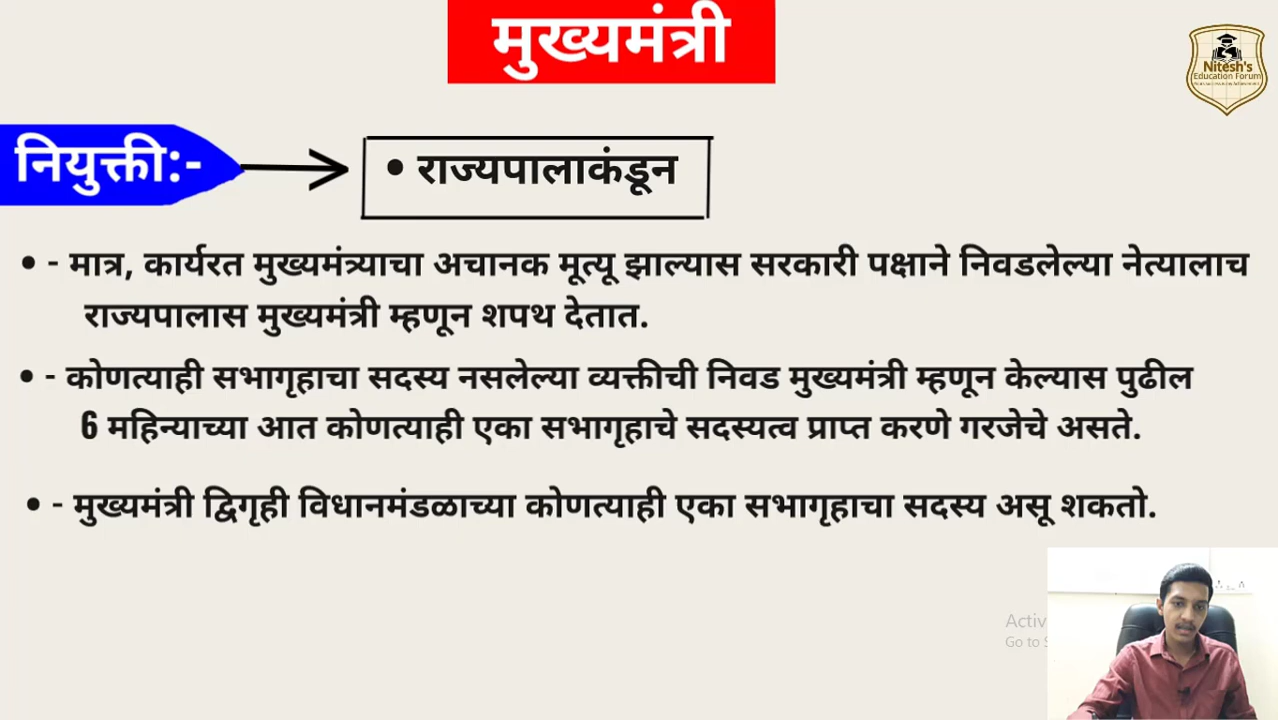 मुख्यमंत्री
Nitesh's
Education Forum
नियुक्ती:-
• राज्यपालाकंडून
• - मात्र, कार्यरत मुख्यमंत्र्याचा अचानक मूत्यू झाल्यास सरकारी पक्षाने निवडलेल्या नेत्यालाच
राज्यपालास मुख्यमंत्री म्हणून शपथ देतात.
• - कोणत्याही सभागृहाचा सदस्य नसलेल्या व्यक्तीची निवड मुख्यमंत्री म्हणून केल्यास पुढील
6 महिन्याच्या आत कोणत्याही एका सभागृहाचे सदस्यत्व प्राप्त करणे गरजेचे असते.
• - मुख्यमंत्री द्विगृही विधानमंडळाच्या कोणत्याही एका सभागृहाचा सदस्य असू शकतो.
Go to